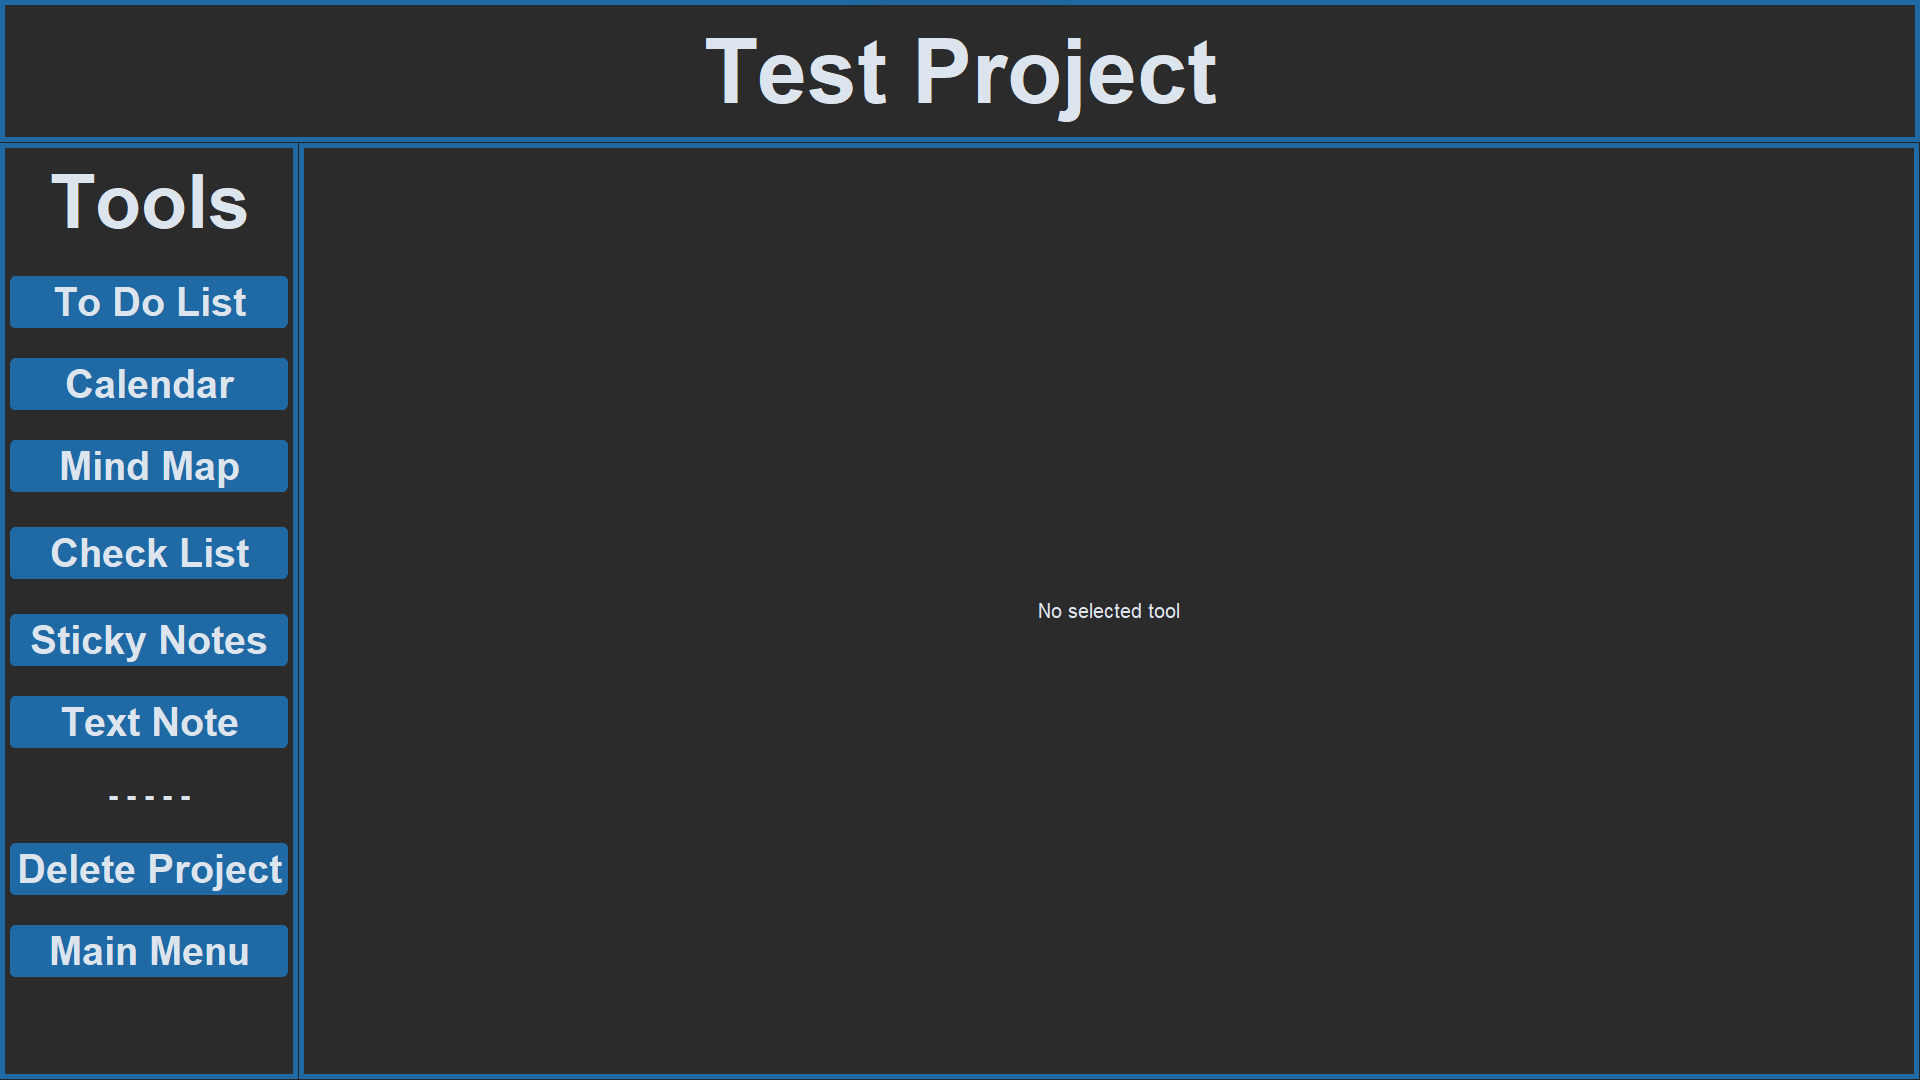 Test Project
Tools
To Do List
Calendar
Mind Map
Check List
Sticky Notes
Text Note
-----
Delete Project
Main Menu
No selected tool